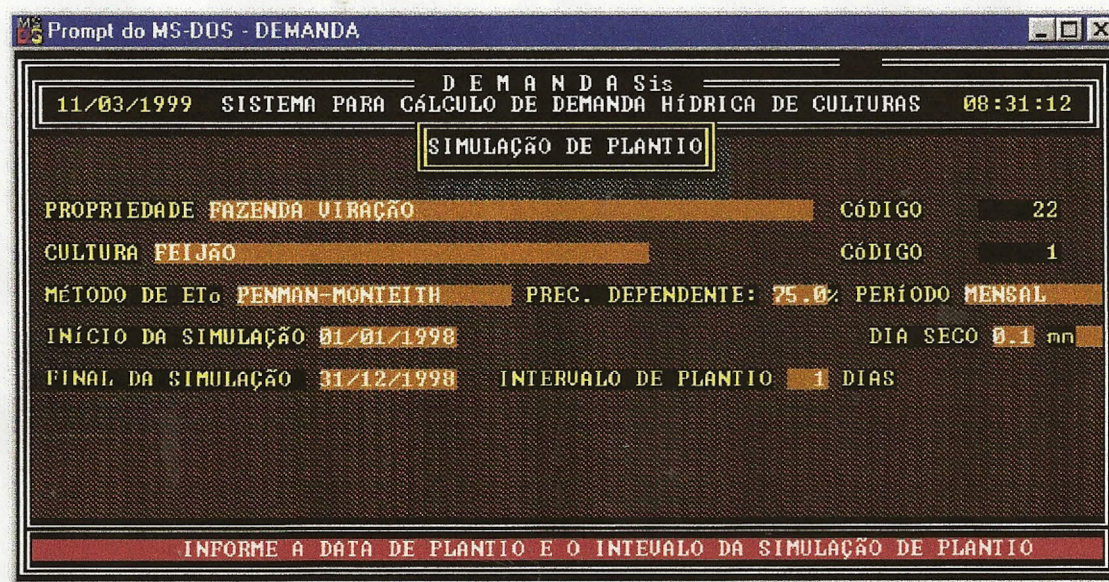 Prompt do MS-DOS - DEMANDA
D E M A N D A Sis
11/03/1999 SISTEMA PARA CÁLCULO DE DEMANDA HÍDRICA DE CULTURAS 08:31:12
SIMULAÇÃO DE PLANTIO
PROPRIEDADE FAZENDA VIRAÇÃO CóDIGO 22
CULTURA FEIJÃO CóDIGO 1
MÉTODO DE ETo PENMAN-MONTEITH PREC. DEPENDENTE: 75.0% PERÍODO MENSAL
INÍCIO DA SIMULAÇÃO 01/01/1998 DIA SECO 0.1 mm
FINAL DA SIMULAÇÃO 31/12/1998 INTERVALO DE PLANTIO 1 DIAS
INFORME A DATA DE PLANTIO E O INTEVALO DA SIMULAÇÃO DE PLANTIO